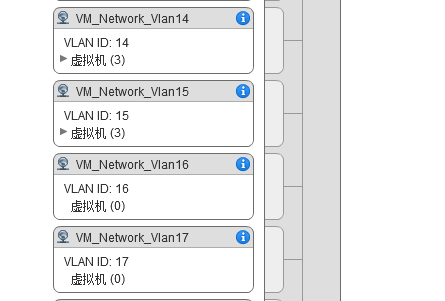 VM_Network_Vlan14
VLAN ID: 14
虚拟机 (3)
VM_Network_Vlan15
VLAN ID: 15
虚拟机 (3)
VM_Network_Vlan16
VLAN ID: 16
虚拟机 (0)
VM_Network_Vlan17
VLAN ID: 17
虚拟机 (0)